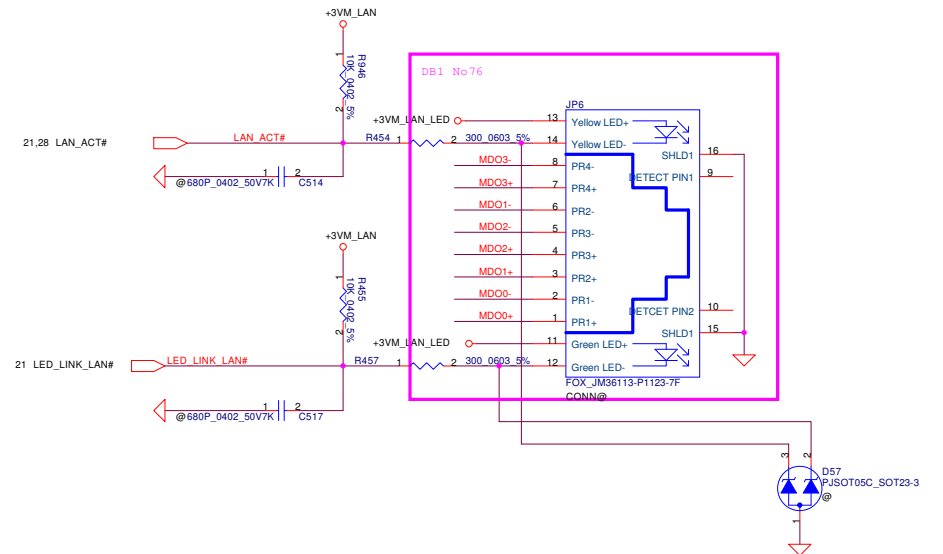 +3VM_LAN
1
R946
10K_0402_5%
2
DB1 No76
JP6
+3VM_LAN_LED
13
Yellow LED+
21,28 LAN_ACT#
LAN_ACT#
R454
1
2
300_0603_5%
14
Yellow LED-
SHLD1
16
MDO3-
8
PR4-
DETECT PIN1
9
@680P_0402_50V7K
1
2
C514
MDO3+
7
PR4+
MDO1-
6
PR2-
MDO2-
5
PR3-
+3VM_LAN
MDO2+
4
PR3+
1
R455
10K_0402_5%
2
MDO1+
3
PR2+
MDO0-
2
PR1-
DETCET PIN2
10
MDO0+
1
PR1+
SHLD1
15
+3VM_LAN_LED
11
Green LED+
21 LED_LINK_LAN#
LED_LINK_LAN#
R457
1
2
300_0603_5%
12
Green LED-
FOX_JM36113-P1123-7F
CONN@
@680P_0402_50V7K
1
2
C517
3
2
D57
PJSOT05C_SOT23-3
@
1